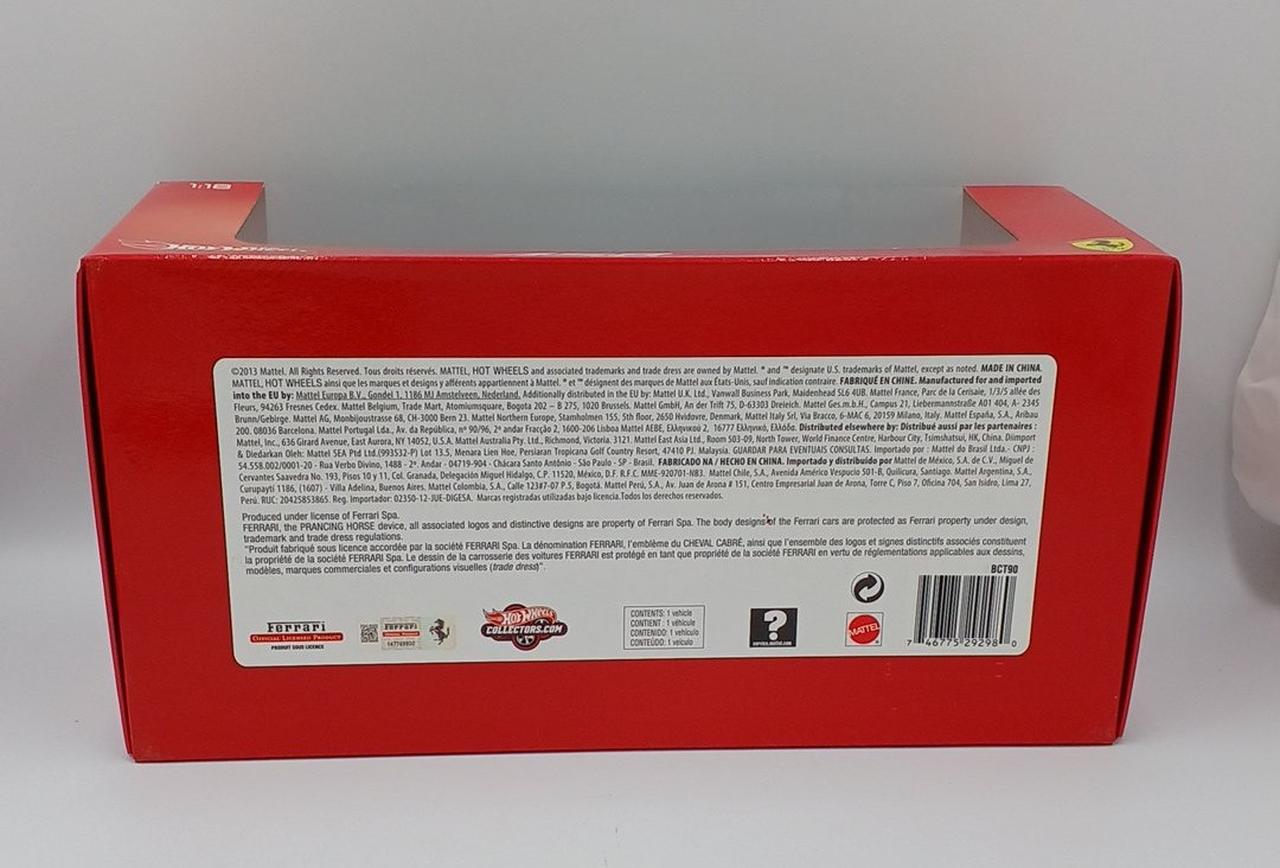 1:18
Hot Wheels
©2013 Mattel. All Rights Reserved. Tous droits réservés. MATTEL, HOT WHEELS and associated trademarks and trade dress are owned by Mattel. ® and ™ designate U.S. trademarks of Mattel, except as noted. MADE IN CHINA.
MATTEL, HOT WHEELS ainsi que les marques et designs y afférents appartiennent à Mattel. ® et ™ désignent des marques de Mattel aux États-Unis, sauf indication contraire. FABRIQUÉ EN CHINE. Manufactured for and imported
into the EU by: Mattel Europa B.V., Gondel 1, 1186 MJ Amstelveen, Nederland. Additionally distributed in the EU by: Mattel U.K. Ltd., Vanwall Business Park, Maidenhead SL6 4UB. Mattel France, Parc de la Cerisaie, 1/3/5 allée des
Fleurs, 94263 Fresnes Cedex. Mattel Belgium, Trade Mart, Atomiumsquare, Bogota 202 – B 275, 1020 Brussels. Mattel GmbH, An der Trift 75, D-63303 Dreieich. Mattel Ges.m.b.H., Campus 21, Liebermannstraße A01 404, A- 2345
Brunn/Gebirge. Mattel AG, Monbijoustrasse 68, CH-3000 Bern 23. Mattel Northern Europe, Stamholmen 155, 5th floor, 2650 Hvidovre, Denmark, Mattel Italy Srl, Via Bracco, 6-MAC 6, 20159 Milano, Italy. Mattel España, S.A., Aribau
200. 08036 Barcelona. Mattel Portugal Lda., Av. da República, nº 90/96, 2º andar Fracção 2, 1600-206 Lisboa Mattel AEBE, Ελληνικού 2, 16777 Ελληνικό, Ελλάδα. Distributed elsewhere by: Distribué aussi par les partenaires :
Mattel, Inc., 636 Girard Avenue, East Aurora, NY 14052, U.S.A. Mattel Australia Pty. Ltd., Richmond, Victoria. 3121. Mattel East Asia Ltd., Room 503-09, North Tower, World Finance Centre, Harbour City, Tsimshatsui, HK, China. Diimport
& Diedarkan Oleh: Mattel SEA Ptd Ltd.(993532-P) Lot 13.5, Menara Lien Hoe, Persiaran Tropicana Golf Country Resort, 47410 PJ. Malaysia. GUARDAR PARA EVENTUAIS CONSULTAS. Importado por : Mattel do Brasil Ltda.- CNPJ :
54.558.002/0001-20 - Rua Verbo Divino, 1488 - 2º. Andar - 04719-904 - Chácara Santo Antônio - São Paulo - SP - Brasil. FABRICADO NA / HECHO EN CHINA. Importado y distribuido por Mattel de México, S.A. de C.V., Miguel de
Cervantes Saavedra No. 193, Pisos 10 y 11, Col. Granada, Delegación Miguel Hidalgo, C.P. 11520, México, D.F. R.F.C. MME-920701-NB3. Mattel Chile, S.A., Avenida Américo Vespucio 501-B, Quilicura, Santiago. Mattel Argentina, S.A.,
Curupaytí 1186, (1607) - Villa Adelina, Buenos Aires. Mattel Colombia, S.A., Calle 123#7-07 P.5, Bogotá. Mattel Perú, S.A., Av. Juan de Arona # 151, Centro Empresarial Juan de Arona, Torre C, Piso 7, Oficina 704, San Isidro, Lima 27,
Perú. RUC: 20425853865. Reg. Importador: 02350-12-JUE-DIGESA. Marcas registradas utilizadas bajo licencia.Todos los derechos reservados.
Produced under license of Ferrari Spa.
FERRARI, the PRANCING HORSE device, all associated logos and distinctive designs are property of Ferrari Spa. The body designs of the Ferrari cars are protected as Ferrari property under design,
trademark and trade dress regulations.
"Produit fabriqué sous licence accordée par la société FERRARI Spa. La dénomination FERRARI, l'emblème du CHEVAL CABRÉ, ainsi que l'ensemble des logos et signes distinctifs associés constituent
la propriété de la société FERRARI Spa. Le dessin de la carrosserie des voitures FERRARI est protégé en tant que propriété de la société FERRARI en vertu de réglementations applicables aux dessins,
modèles, marques commerciales et configurations visuelles (trade dress)".
BCT90
Ferrari
OFFICIAL LICENSED PRODUCT
PRODUIT SOUS LICENCE
Ferrari
HOT WHEELS
COLLECTORS.COM
CONTENTS: 1 vehicle
CONTIENT : 1 véhicule
CONTENIDO: 1 vehículo
CONTEÚDO: 1 veículo
?
service.mattel.com
MATTEL
7 46775 29298 0